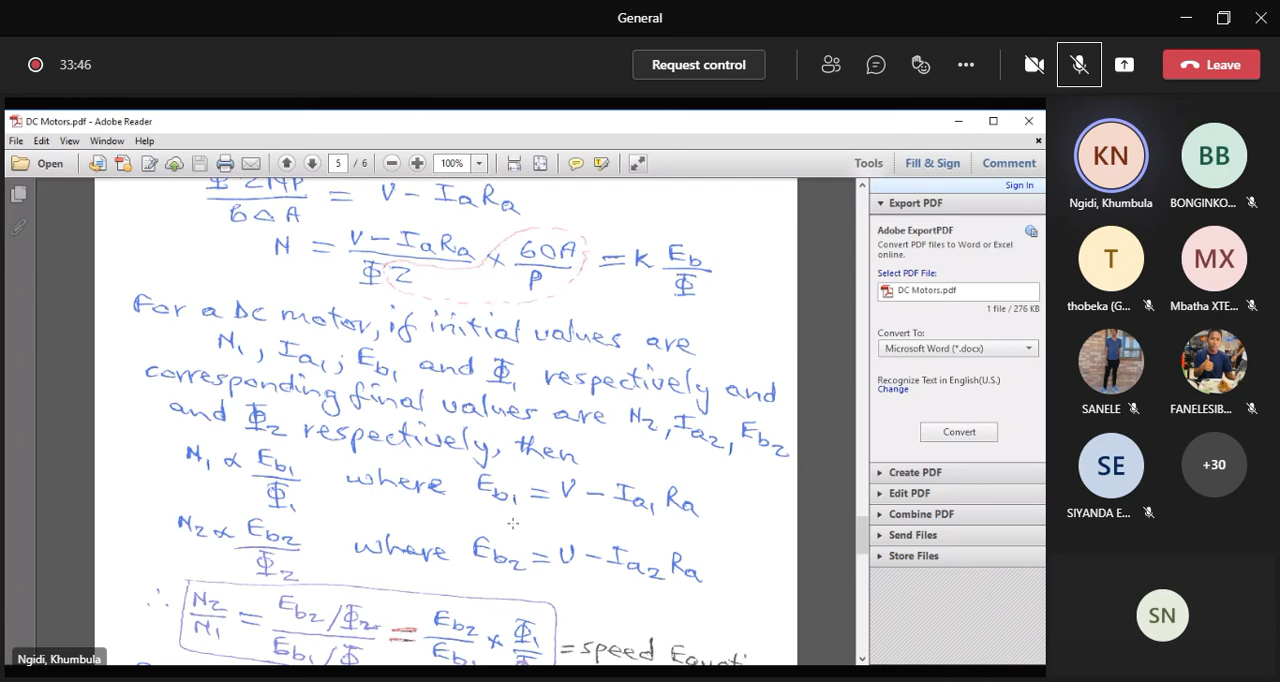 General
33:46
Request control
Leave
DC Motors.pdf - Adobe Reader
File Edit View Window Help
Open 5 / 6 100% Tools Fill & Sign Comment
Sign In
Φ Z N P / 60 A = V - IaRa
N = V - IaRa / Φ Z × 60A / P = K Eb / Φ
For a DC motor, if initial values are
N1, Ia1, Eb1 and Φ1 respectively and
corresponding final values are N2, Ia2, Eb2
and Φ2 respectively, then
N1 ∝ Eb1 / Φ1 where Eb1 = V - Ia1 Ra
N2 ∝ Eb2 / Φ2 where Eb2 = V - Ia2 Ra
∴ N2 / N1 = Eb2/Φ2 / Eb1/Φ = Eb2 / Eb1 × Φ1 / Φ = speed
Export PDF
Adobe ExportPDF
Convert PDF files to Word or Excel
online.
Select PDF File:
DC Motors.pdf
1 file / 276 KB
Convert To:
Microsoft Word (*.docx)
Recognize Text in English(U.S.)
Change
Convert
Create PDF
Edit PDF
Combine PDF
Send Files
Store Files
Ngidi, Khumbula
KN
Ngidi, Khumbula
BB
BONGINKO...
T
thobeka (G...
MX
Mbatha XTE...
SANELE
FANELESIB...
SE
SIYANDA E...
+30
SN